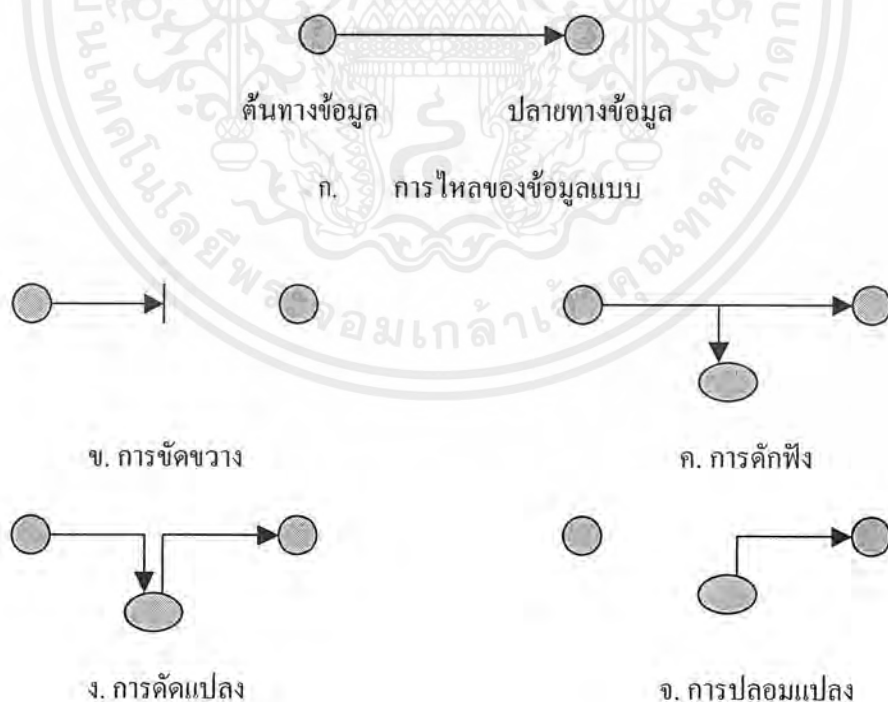 ต้นทางข้อมูล ปลายทางข้อมูล
ก. การไหลของข้อมูลแบบ
ข. การขัดขวาง ค. การดักฟัง
ง. การดัดแปลง จ. การปลอมแปลง